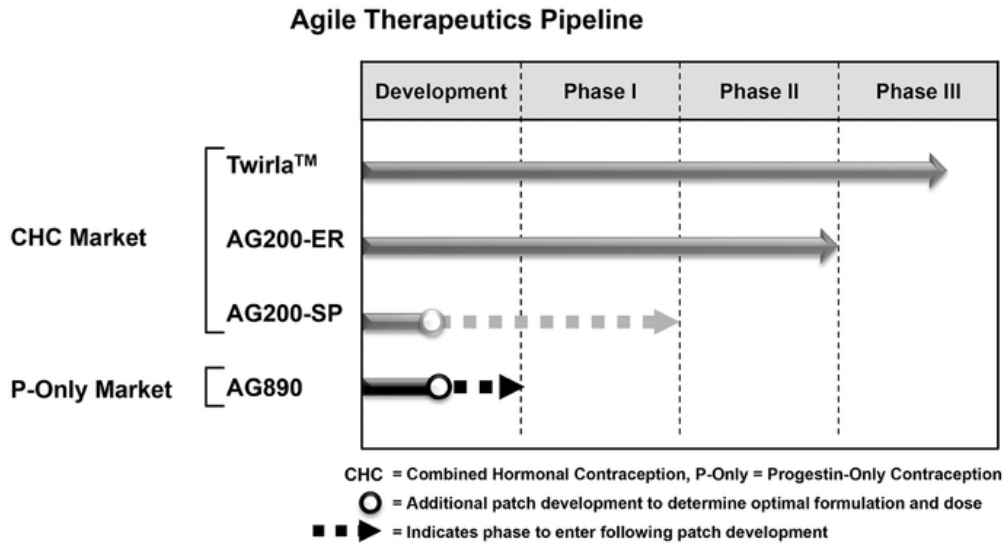 Agile Therapeutics Pipeline
Development Phase I Phase II Phase III
CHC Market
Twirla™
AG200-ER
AG200-SP
P-Only Market
AG890
CHC = Combined Hormonal Contraception, P-Only = Progestin-Only Contraception
= Additional patch development to determine optimal formulation and dose
= Indicates phase to enter following patch development